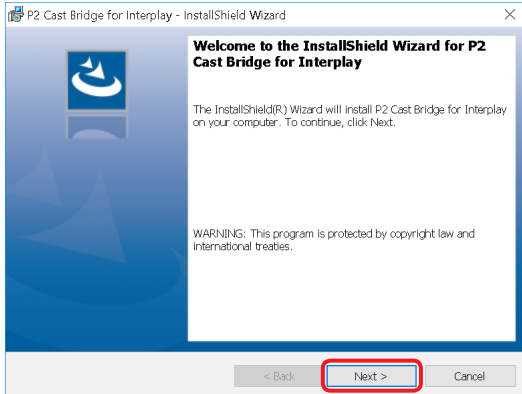 P2 Cast Bridge for Interplay - InstallShield Wizard
Welcome to the InstallShield Wizard for P2
Cast Bridge for Interplay
The InstallShield(R) Wizard will install P2 Cast Bridge for Interplay
on your computer. To continue, click Next.
WARNING: This program is protected by copyright law and
international treaties.
< Back Next > Cancel